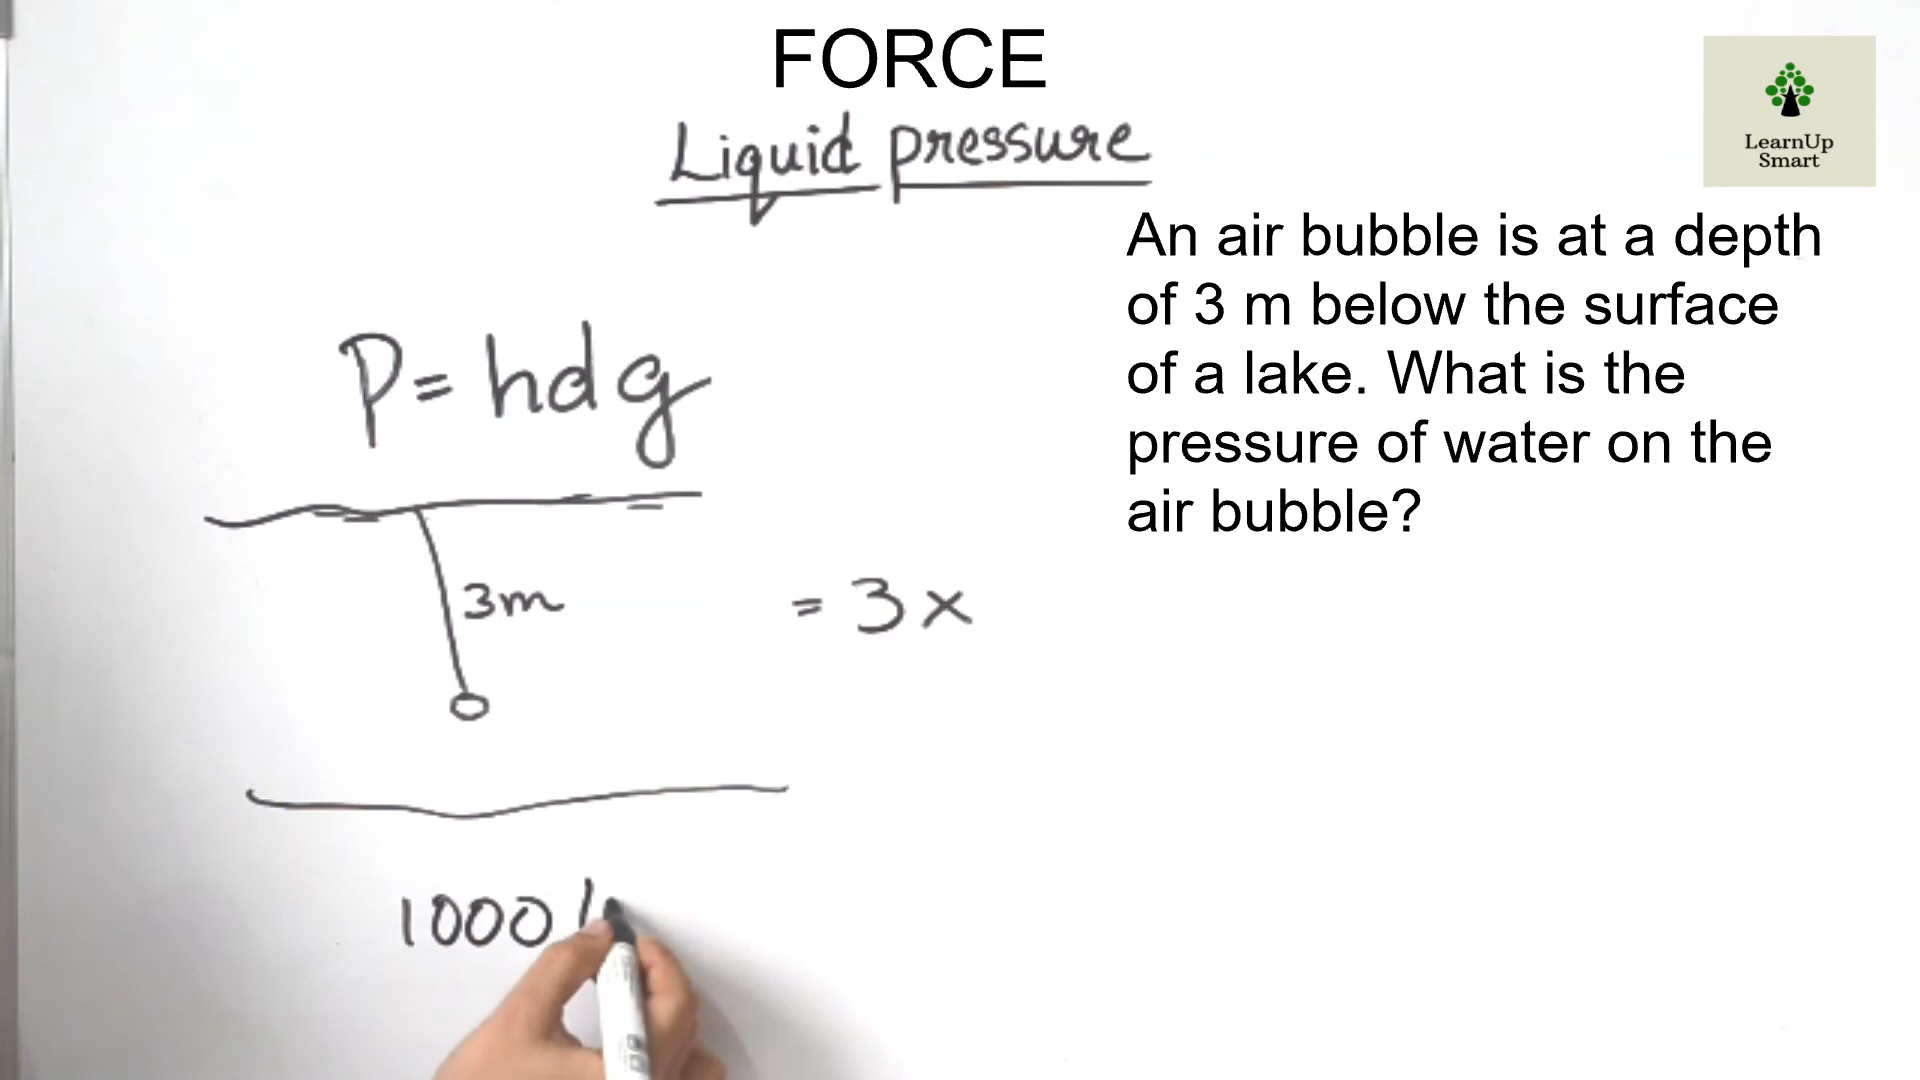 FORCE
Liquid pressure
LearnUp
Smart
An air bubble is at a depth
of 3 m below the surface
of a lake. What is the
pressure of water on the
air bubble?
P = hdg
3m
= 3 x
1000